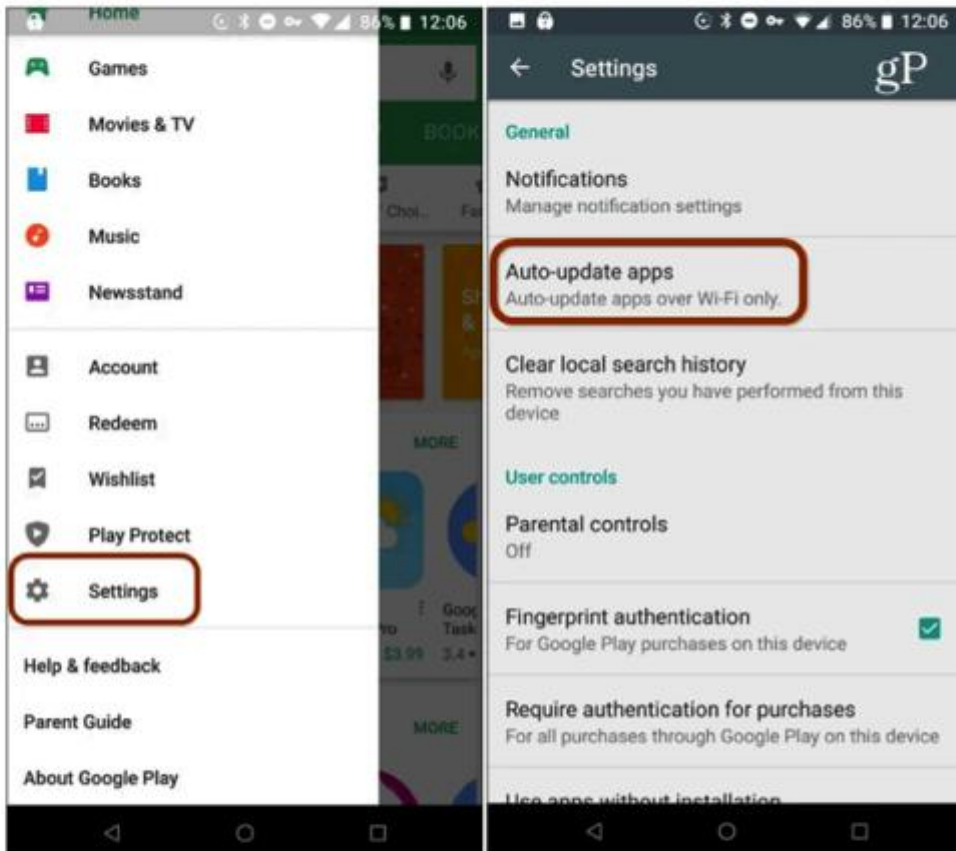 Home
86% 12:06
Games
Movies & TV
BOOK
Books
Choi..
Music
Newsstand
Account
Redeem
MORE
Wishlist
Play Protect
Settings
$3.99
3.4
Help & feedback
Parent Guide
MORE
About Google Play
86% 12:06
Settings
gP
General
Notifications
Manage notification settings
Auto-update apps
Auto-update apps over Wi-Fi only.
Clear local search history
Remove searches you have performed from this
device
User controls
Parental controls
Off
Fingerprint authentication
For Google Play purchases on this device
Require authentication for purchases
For all purchases through Google Play on this device
Use apps without installation